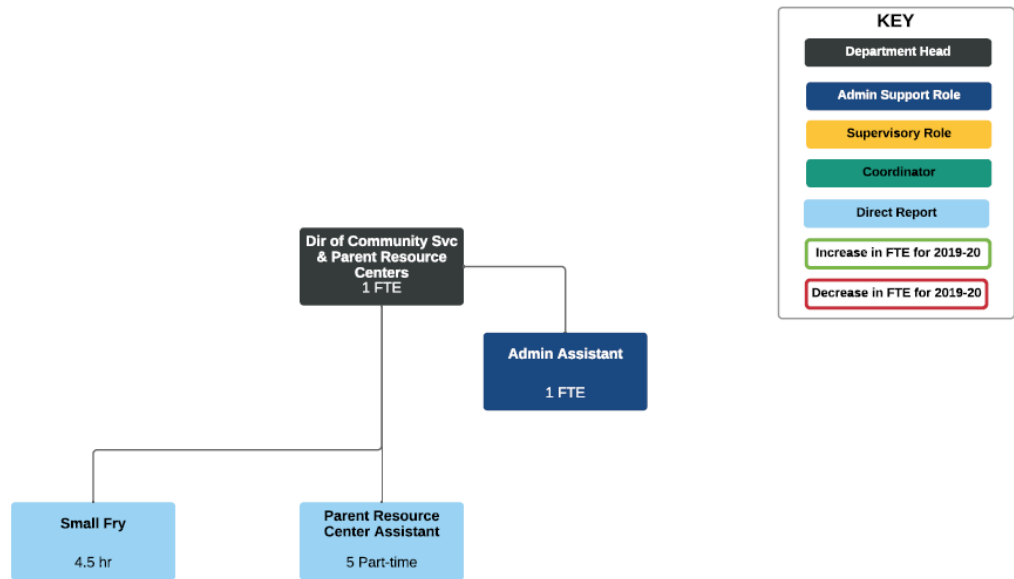 KEY
Department Head
Admin Support Role
Supervisory Role
Coordinator
Direct Report
Increase in FTE for 2019-20
Decrease in FTE for 2019-20
Dir of Community Svc
& Parent Resource
Centers
1 FTE
Admin Assistant
1 FTE
Small Fry
4.5 hr
Parent Resource
Center Assistant
5 Part-time